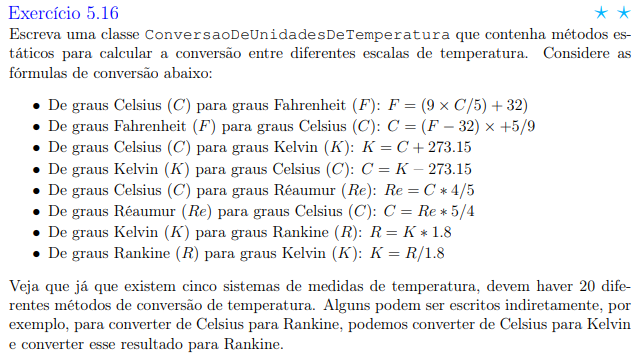 Exercício 5.16 ★ ★
Escreva uma classe ConversaoDeUnidadesDeTemperatura que contenha métodos es-
táticos para calcular a conversão entre diferentes escalas de temperatura. Considere as
fórmulas de conversão abaixo:
• De graus Celsius (C) para graus Fahrenheit (F): F = (9 × C/5) + 32)
• De graus Fahrenheit (F) para graus Celsius (C): C = (F − 32) × +5/9
• De graus Celsius (C) para graus Kelvin (K): K = C + 273.15
• De graus Kelvin (K) para graus Celsius (C): C = K − 273.15
• De graus Celsius (C) para graus Réaumur (Re): Re = C ∗ 4/5
• De graus Réaumur (Re) para graus Celsius (C): C = Re ∗ 5/4
• De graus Kelvin (K) para graus Rankine (R): R = K ∗ 1.8
• De graus Rankine (R) para graus Kelvin (K): K = R/1.8
Veja que já que existem cinco sistemas de medidas de temperatura, devem haver 20 dife-
rentes métodos de conversão de temperatura. Alguns podem ser escritos indiretamente, por
exemplo, para converter de Celsius para Rankine, podemos converter de Celsius para Kelvin
e converter esse resultado para Rankine.